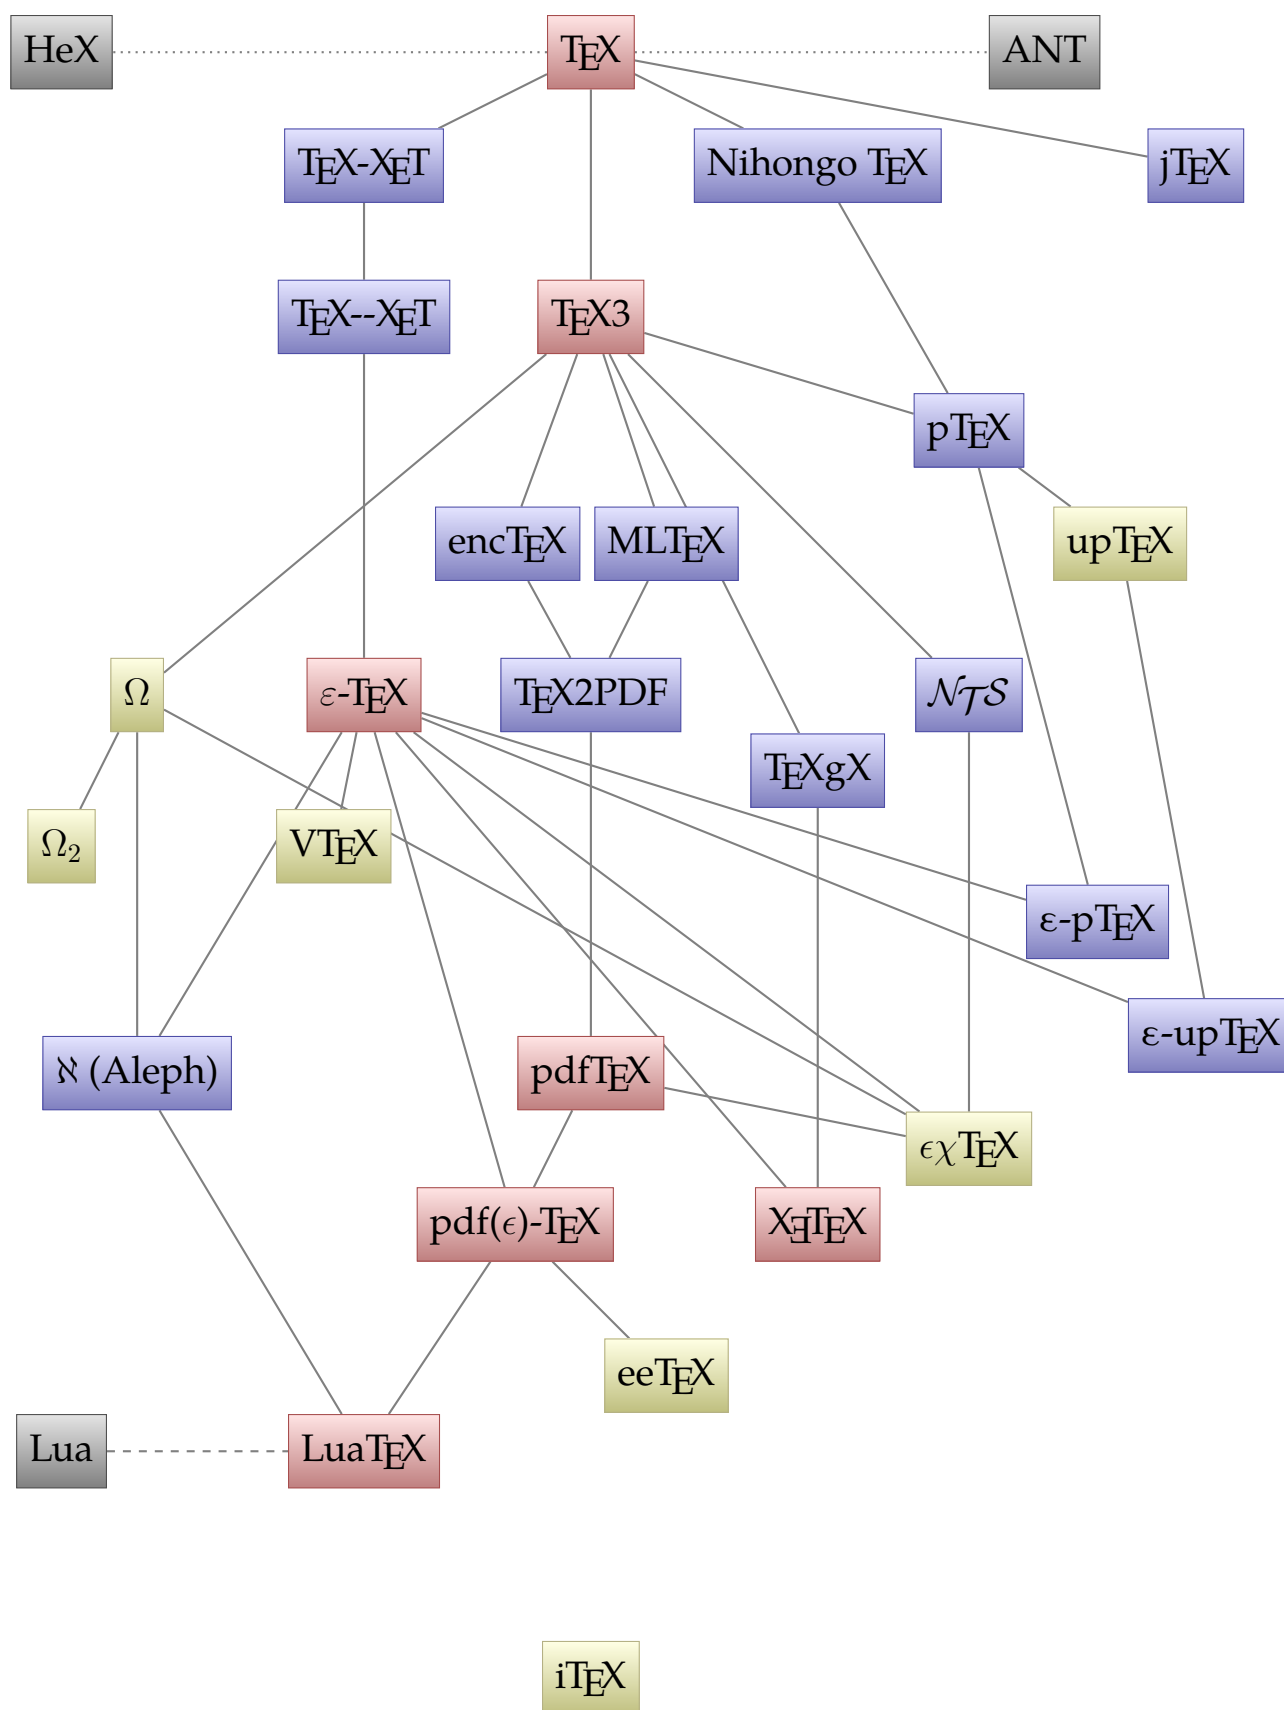 HeX
TEX
ANT
TEX-XET
Nihongo TEX
jTEX
TEX--XET
TEX3
pTEX
encTEX
MLTEX
upTEX
Ω
ε-TEX
TEX2PDF
NTS
TEXgX
Ω₂
VTEX
ε-pTEX
ε-upTEX
ℵ (Aleph)
pdfTEX
ϵχTEX
pdf(ϵ)-TEX
XƎTEX
eeTEX
Lua
LuaTEX
iTEX